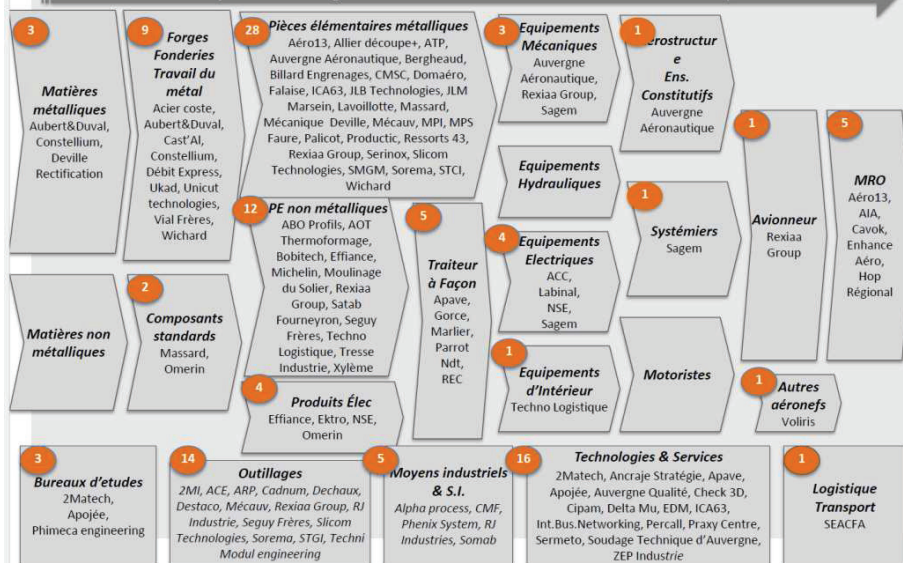 3
Matières
métalliques
Aubert&Duval,
Constellium,
Deville
Rectification
9
Forges
Fonderies
Travail du
métal
Acier coste,
Aubert&Duval,
Cast'Al,
Constellium,
Débit Express,
Ukad, Unicut
technologies,
Vial Frères,
Wichard
28
Pièces élementaires métalliques
Aéro13, Allier découpe+, ATP,
Auvergne Aéronautique, Bergheaud,
Billard Engrenages, CMSC, Domaéro,
Falaise, ICA63, JLB Technologies, JLM
Marsein, Lavoillotte, Massard,
Mécanique Deville, Mécauv, MPI, MPS
Faure, Palicot, Productic, Ressorts 43,
Rexiaa Group, Serinox, Slicom
Technologies, SMGM, Sorema, STCI,
Wichard
3
Equipements
Mécaniques
Auvergne
Aéronautique,
Rexiaa Group,
Sagem
1
érostructur
e
Ens.
Constitutifs
Auvergne
Aéronautique
Equipements
Hydrauliques
1
Systémiers
Sagem
1
Avionneur
Rexiaa
Group
5
MRO
Aéro13,
AIA,
Cavok,
Enhance
Aéro,
Hop
Régional
Matières non
métalliques
2
Composants
standards
Massard,
Omerin
12
PE non métalliques
ABO Profils, AOT
Thermoformage,
Bobitech, Effiance,
Michelin, Moulinage
du Solier, Rexiaa
Group, Satab
Fourneyron, Seguy
Frères, Techno
Logistique, Tresse
Industrie, Xylème
5
Traiteur
à Façon
Apave,
Gorce,
Marlier,
Parrot
Ndt,
REC
4
Equipements
Electriques
ACC,
Labinal,
NSE,
Sagem
4
Produits Élec
Effiance, Ektro, NSE,
Omerin
1
Equipements
d'Intérieur
Techno Logistique
Motoristes
1
Autres
aéronefs
Voliris
3
Bureaux d'etudes
2Matech,
Apojée,
Phimeca engineering
14
Outillages
2MI, ACE, ARP, Cadnum, Dechaux,
Destaco, Mécauv, Rexiaa Group, RJ
Industrie, Seguy Frères, Slicom
Technologies, Sorema, STGI, Techni
Modul engineering
5
Moyens industriels
& S.I.
Alpha process, CMF,
Phenix System, RJ
Industries, Somab
16
Technologies & Services
2Matech, Ancraje Stratégie, Apave,
Apojée, Auvergne Qualité, Check 3D,
Cipam, Delta Mu, EDM, ICA63,
Int.Bus.Networking, Percall, Praxy Centre,
Sermeto, Soudage Technique d'Auvergne,
ZEP Industrie
1
Logistique
Transport
SEACFA